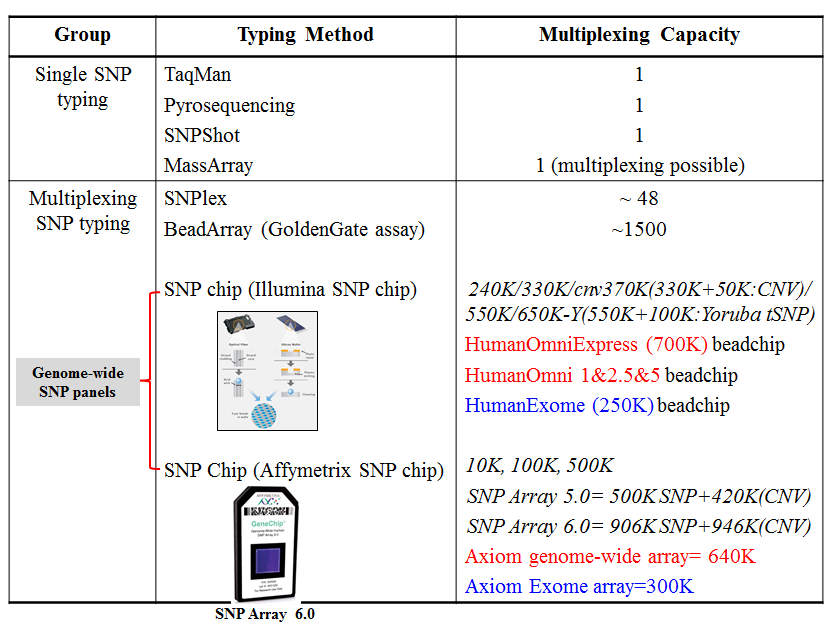 Group Typing Method Multiplexing Capacity
Single SNP typing
TaqMan 1
Pyrosequencing 1
SNPShot 1
MassArray 1 (multiplexing possible)
Multiplexing SNP typing
SNPlex ~ 48
BeadArray (GoldenGate assay) ~1500
Genome-wide
SNP panels
SNP chip (Illumina SNP chip)
240K/330K/cnv370K(330K+50K:CNV)/
550K/650K-Y(550K+100K:Yoruba tSNP)
HumanOmniExpress (700K) beadchip
HumanOmni 1&2.5&5 beadchip
HumanExome (250K) beadchip
SNP Chip (Affymetrix SNP chip)
10K, 100K, 500K
SNP Array 5.0= 500K SNP+420K(CNV)
SNP Array 6.0= 906K SNP+946K(CNV)
Axiom genome-wide array= 640K
Axiom Exome array=300K
GeneChip
SNP Array 6.0